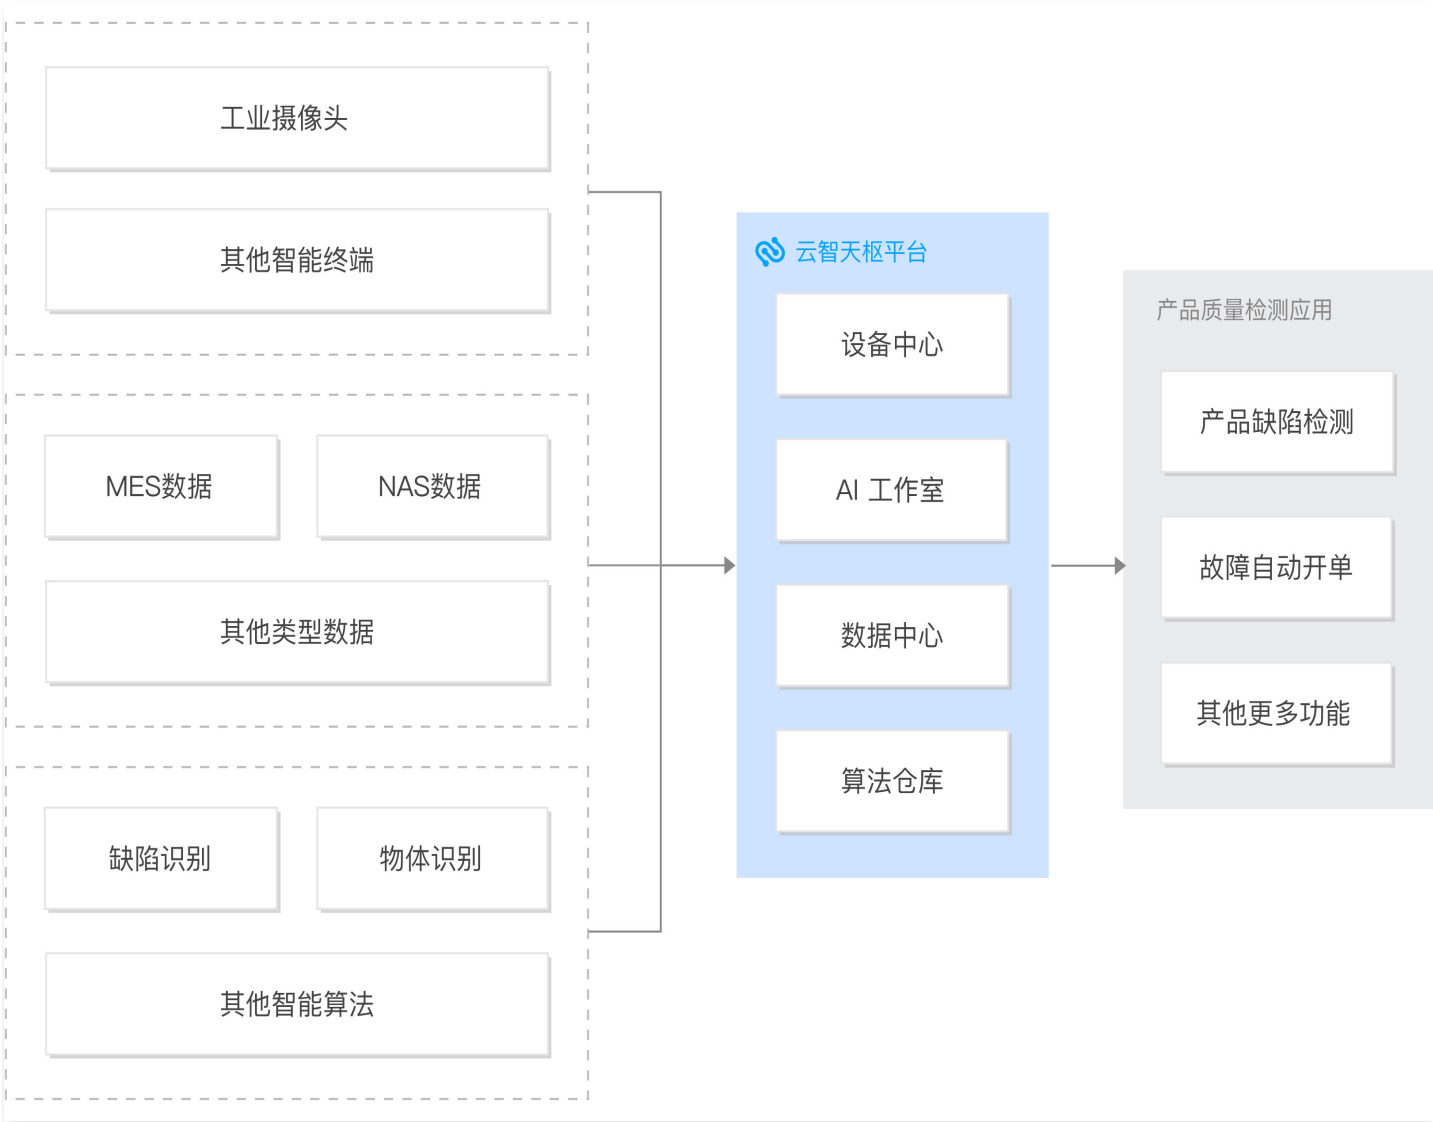 工业摄像头
其他智能终端
MES数据
NAS数据
其他类型数据
缺陷识别
物体识别
其他智能算法
云智天枢平台
设备中心
AI 工作室
数据中心
算法仓库
产品质量检测应用
产品缺陷检测
故障自动开单
其他更多功能